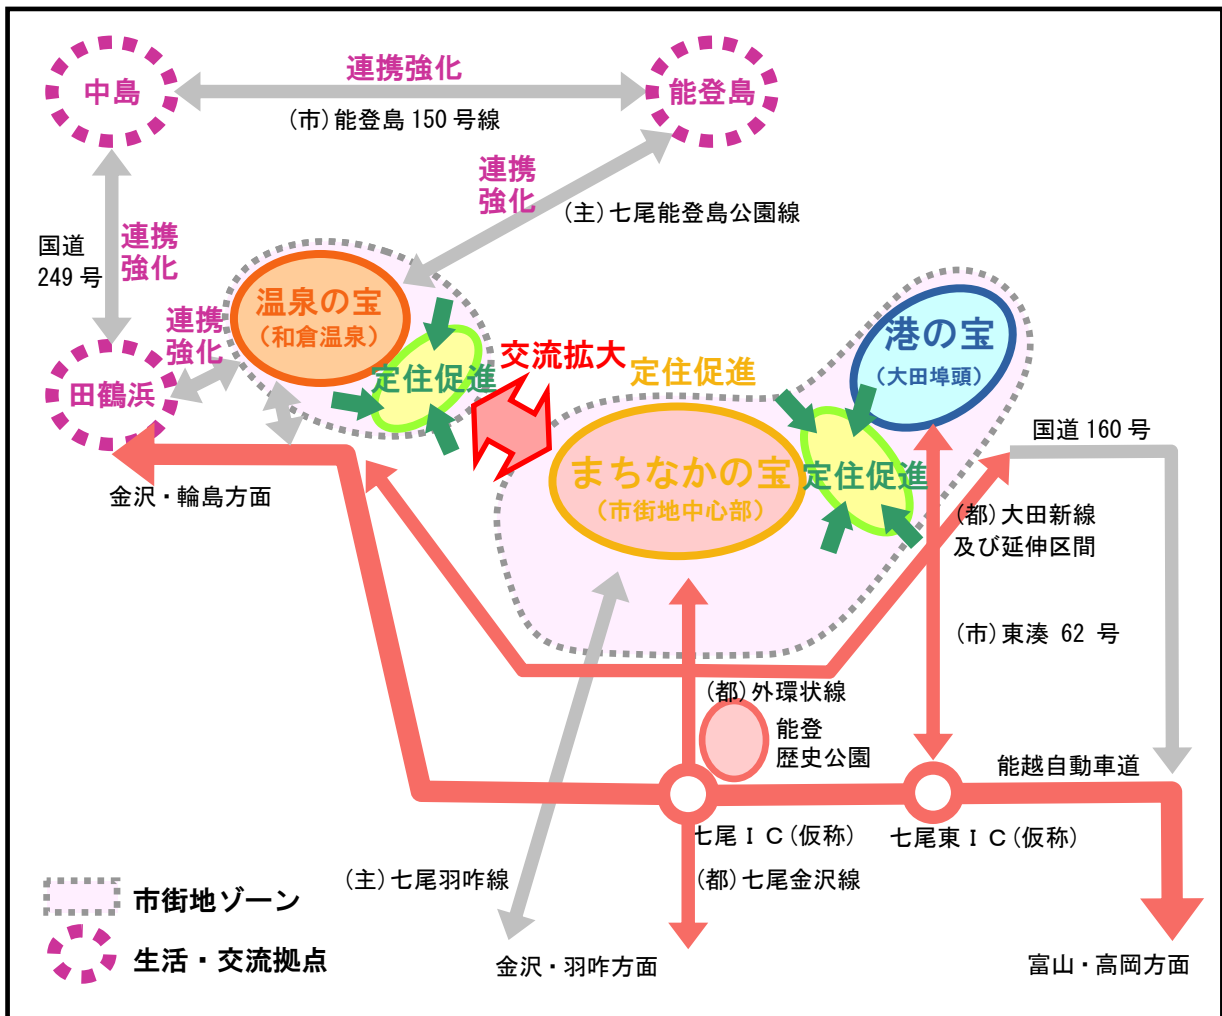 中島
連携強化
能登島
(市)能登島 150 号線
連携
強化
(主)七尾能登島公園線
国道
249 号
連携
強化
温泉の宝
(和倉温泉)
連携
強化
田鶴浜
定住促進
交流拡大
定住促進
港の宝
(大田埠頭)
まちなかの宝
(市街地中心部)
定住促進
国道 160 号
金沢・輪島方面
(都)大田新線
及び延伸区間
(市)東湊 62 号
(都)外環状線
能登
歴史公園
能越自動車道
七尾IC(仮称)
七尾東IC(仮称)
(主)七尾羽咋線
(都)七尾金沢線
市街地ゾーン
生活・交流拠点
金沢・羽咋方面
富山・高岡方面